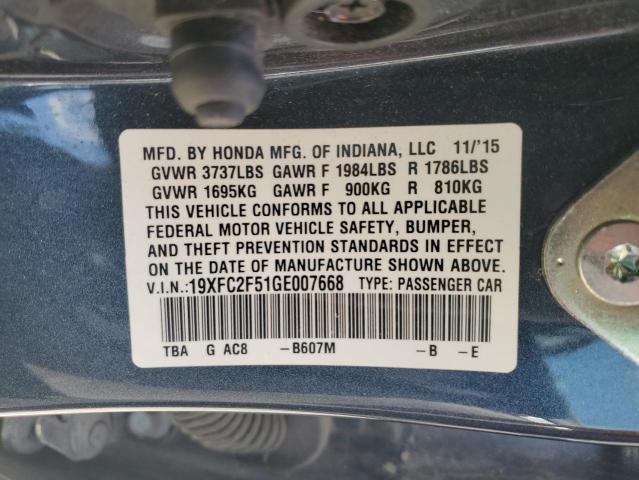 MFD. BY HONDA MFG. OF INDIANA, LLC 11/'15
GVWR 3737LBS GAWR F 1984LBS R 1786LBS
GVWR 1695KG GAWR F 900KG R 810KG
THIS VEHICLE CONFORMS TO ALL APPLICABLE
FEDERAL MOTOR VEHICLE SAFETY, BUMPER,
AND THEFT PREVENTION STANDARDS IN EFFECT
ON THE DATE OF MANUFACTURE SHOWN ABOVE.
V.I.N.:19XFC2F51GE007668 TYPE: PASSENGER CAR
TBA G AC8 -B607M -B -E